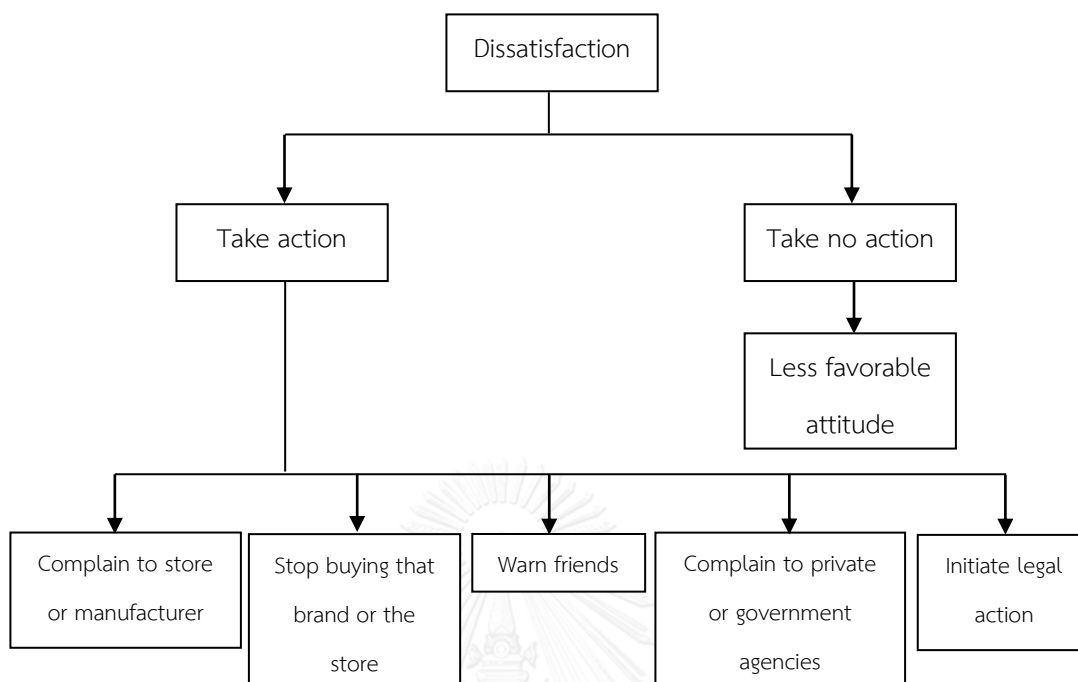 Dissatisfaction
Take action
Take no action
Less favorable
attitude
Complain to store
or manufacturer
Stop buying that
brand or the
store
Warn friends
Complain to private
or government
agencies
Initiate legal
action